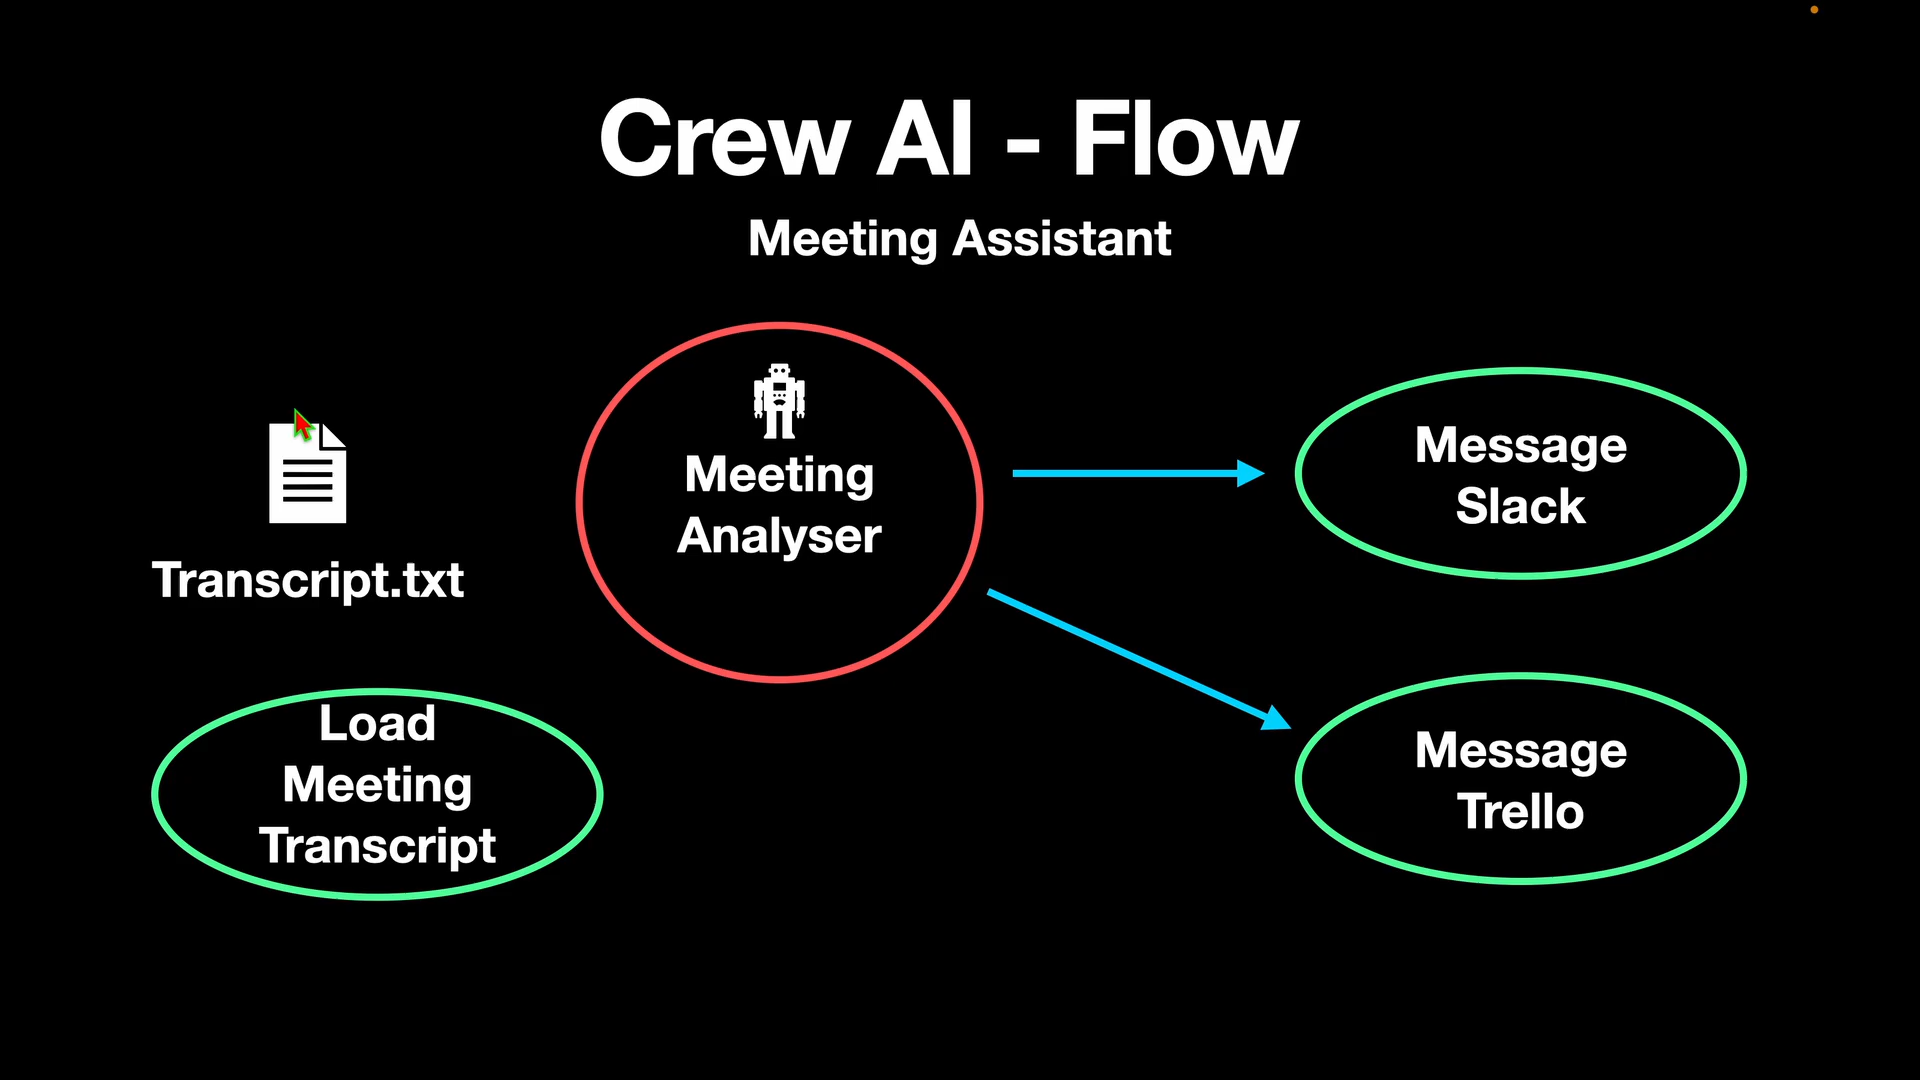 Crew AI - Flow
Meeting Assistant
Transcript.txt
Meeting
Analyser
Message
Slack
Load
Meeting
Transcript
Message
Trello